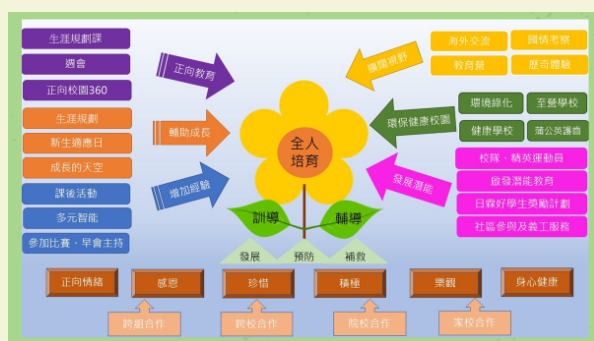 生涯規劃課
週會
正向校園360
生涯規劃
新生適應日
成長的天空
課後活動
多元智能
參加比賽、早會主持
正向教育
輔助成長
增加經驗
全人
培育
訓導
輔導
發展
預防
補救
擴闊視野
環保健康校園
發展潛能
海外交流
國情考察
教育營
歷奇體驗
環境綠化
至營學校
健康學校
蒲公英護齒
校隊、精英運動員
啟發潛能教育
日霖好學生獎勵計劃
社區參與及義工服務
正向情緒
感恩
珍惜
積極
樂觀
身心健康
跨組合作
跨校合作
院校合作
家校合作